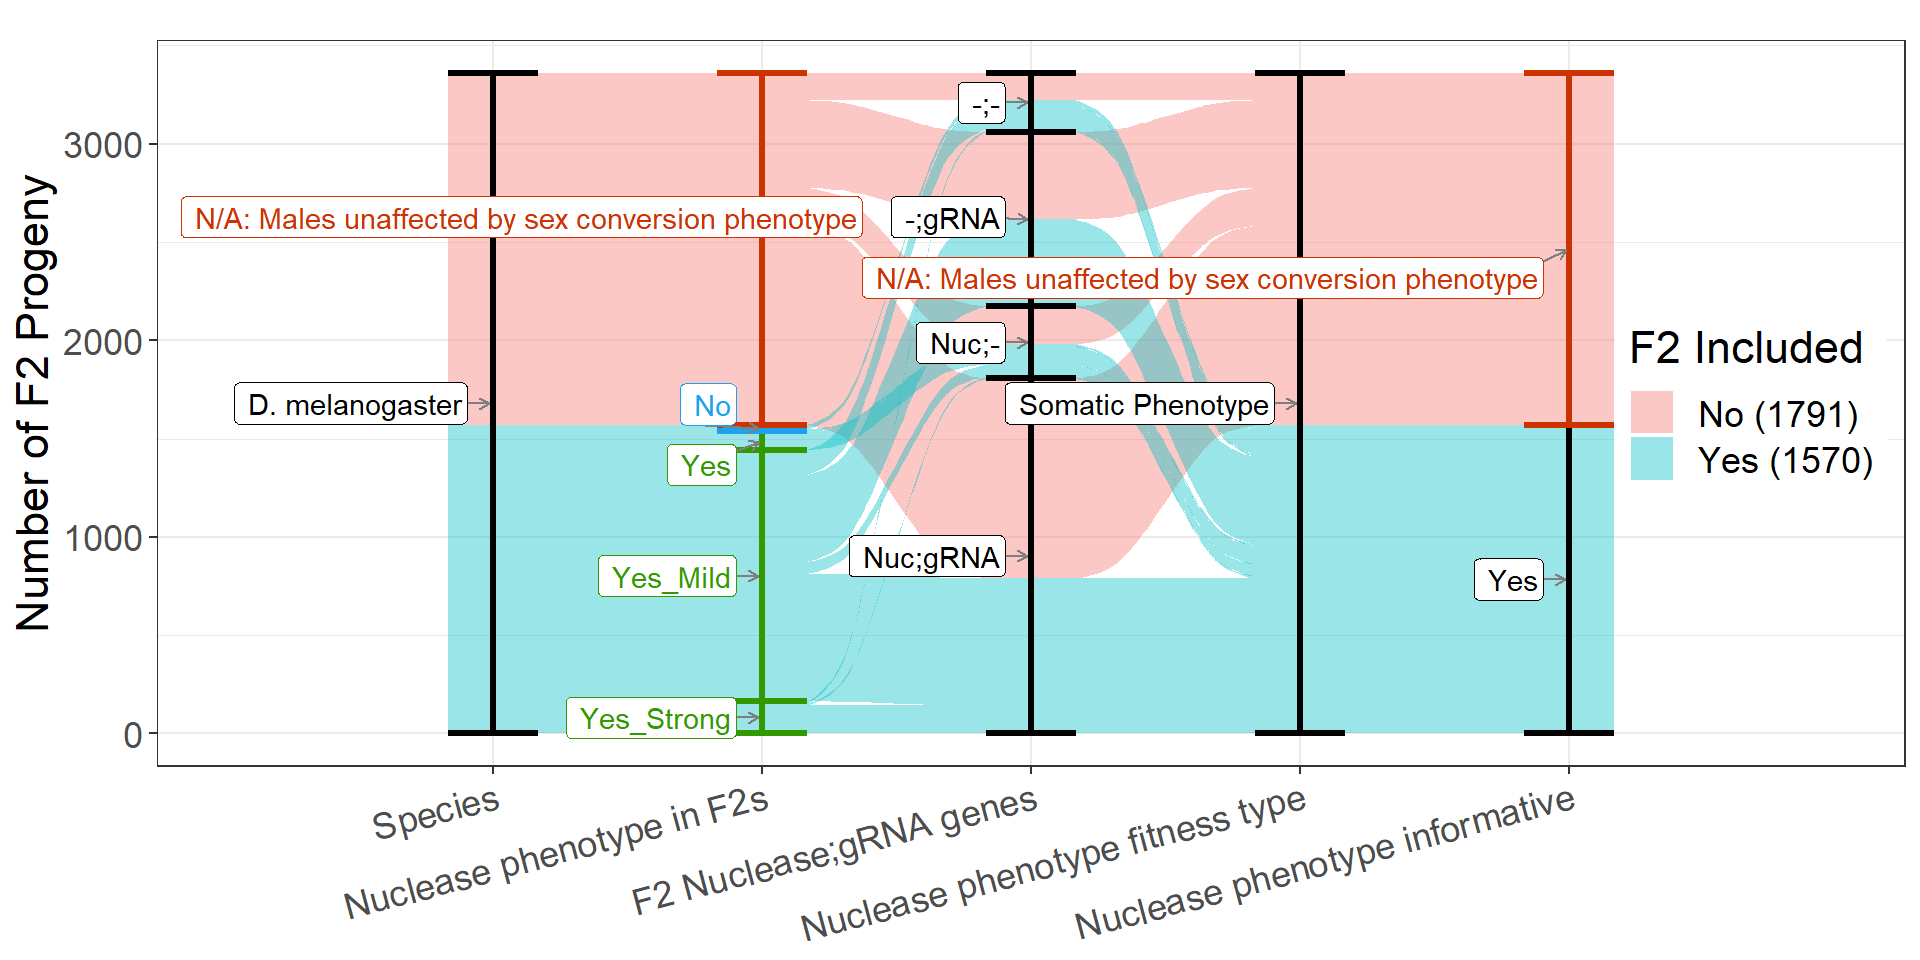 Number of F2 Progeny
3000
2000
1000
0
-;-
N/A: Males unaffected by sex conversion phenotype
-;gRNA
N/A: Males unaffected by sex conversion phenotype
Nuc;-
D. melanogaster
No
Somatic Phenotype
Yes
Nuc;gRNA
Yes_Mild
Yes
Yes_Strong
F2 Included
No (1791)
Yes (1570)
Species
Nuclease phenotype in F2s
F2 Nuclease;gRNA genes
Nuclease phenotype fitness type
Nuclease phenotype informative